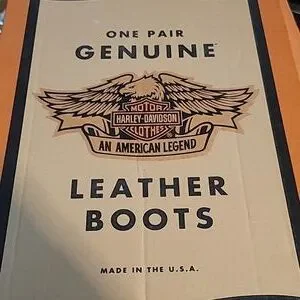 ONE PAIR
GENUINE
MOTOR
HARLEY-DAVIDSON
CLOTHES
AN AMERICAN LEGEND
LEATHER
BOOTS
MADE IN THE U.S.A.